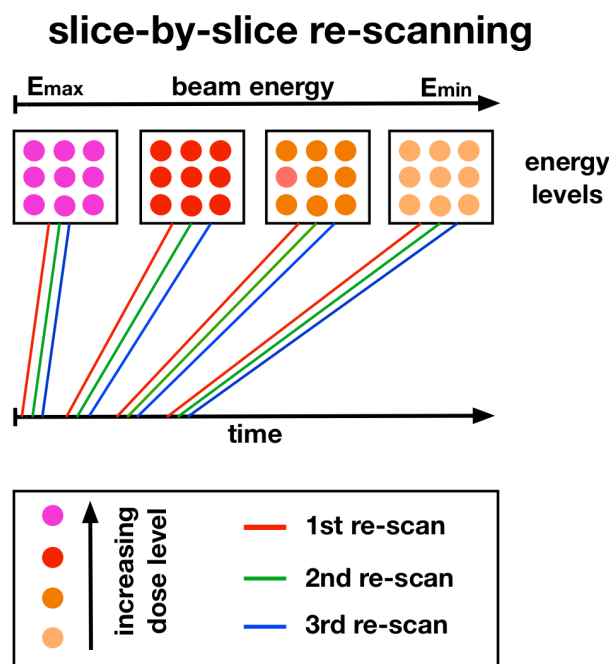 slice-by-slice re-scanning
Emax
beam energy
Emin
energy
levels
time
increasing
dose level
1st re-scan
2nd re-scan
3rd re-scan